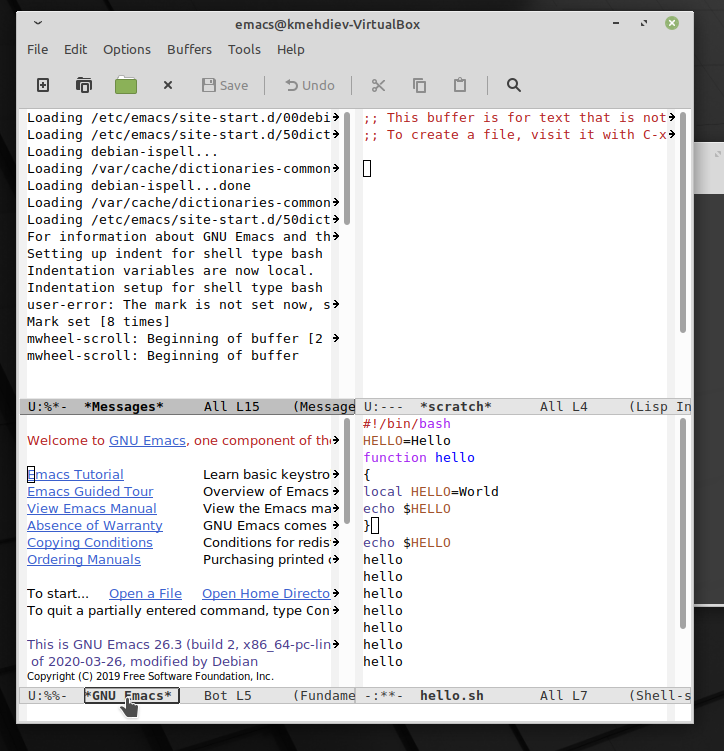 emacs@kmehdiev-VirtualBox
File Edit Options Buffers Tools Help
Save Undo
Loading /etc/emacs/site-start.d/00debi
Loading /etc/emacs/site-start.d/50dict
Loading debian-ispell...
Loading /var/cache/dictionaries-common
Loading debian-ispell...done
Loading /var/cache/dictionaries-common
Loading /etc/emacs/site-start.d/50dict
For information about GNU Emacs and th
Setting up indent for shell type bash
Indentation variables are now local.
Indentation setup for shell type bash
user-error: The mark is not set now, s
Mark set [8 times]
mwheel-scroll: Beginning of buffer [2
mwheel-scroll: Beginning of buffer
U:%*- *Messages* All L15 (Message
;; This buffer is for text that is not
;; To create a file, visit it with C-x
U:--- *scratch* All L4 (Lisp In
Welcome to GNU Emacs, one component of th
Emacs Tutorial Learn basic keystro
Emacs Guided Tour Overview of Emacs
View Emacs Manual View the Emacs ma
Absence of Warranty GNU Emacs comes
Copying Conditions Conditions for redis
Ordering Manuals Purchasing printed c
To start... Open a File Open Home Directo
To quit a partially entered command, type Con
This is GNU Emacs 26.3 (build 2, x86_64-pc-lin
of 2020-03-26, modified by Debian
Copyright (C) 2019 Free Software Foundation, Inc.
U:%%- *GNU Emacs* Bot L5 (Fundame
#!/bin/bash
HELLO=Hello
function hello
{
local HELLO=World
echo $HELLO
}
echo $HELLO
hello
hello
hello
hello
hello
hello
hello
-:**- hello.sh All L7 (Shell-s